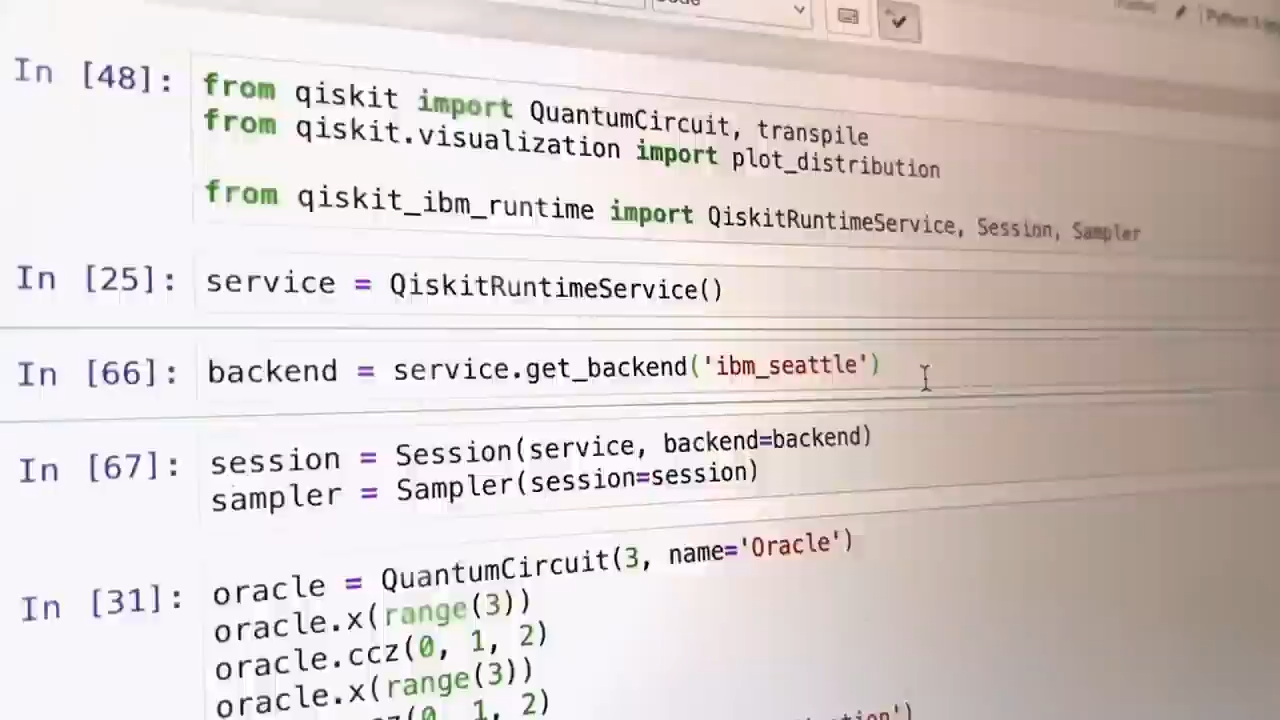 In [48]: from qiskit import QuantumCircuit, transpile
from qiskit.visualization import plot_distribution
from qiskit_ibm_runtime import QiskitRuntimeService, Session, Sampler
In [25]: service = QiskitRuntimeService()
In [66]: backend = service.get_backend('ibm_seattle')
In [67]: session = Session(service, backend=backend)
sampler = Sampler(session=session)
In [31]: oracle = QuantumCircuit(3, name='Oracle')
oracle.x(range(3))
oracle.ccz(0, 1, 2)
oracle.x(range(3))